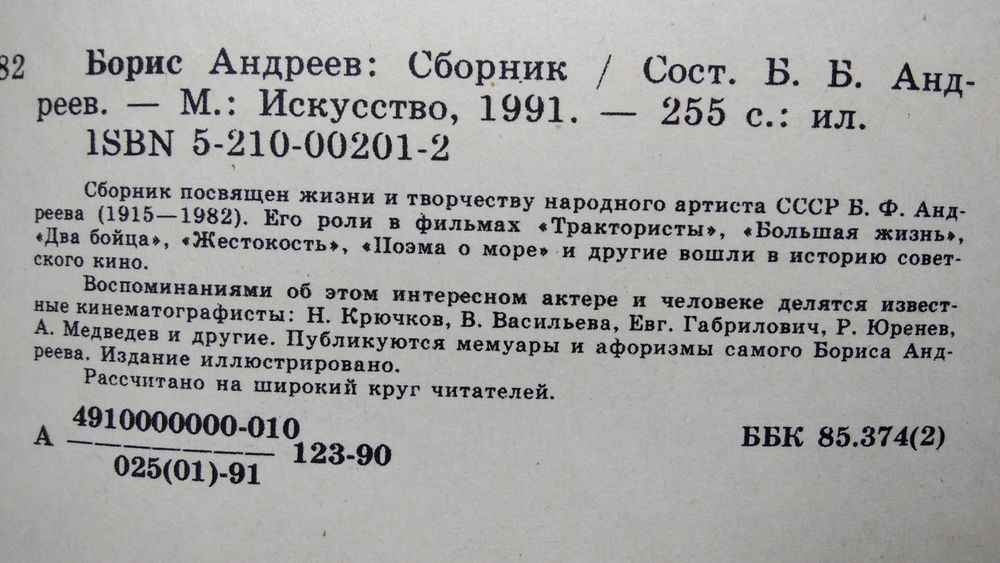 82 Борис Андреев: Сборник / Сост. Б. Б. Анд-
реев. — М.: Искусство, 1991. — 255 с.: ил.
ISBN 5-210-00201-2
Сборник посвящен жизни и творчеству народного артиста СССР Б. Ф. Анд-
реева (1915—1982). Его роли в фильмах «Трактористы», «Большая жизнь»,
«Два бойца», «Жестокость», «Поэма о море» и другие вошли в историю совет-
ского кино.
Воспоминаниями об этом интересном актере и человеке делятся извест-
ные кинематографисты: Н. Крючков, В. Васильева, Евг. Габрилович, Р. Юренев,
А. Медведев и другие. Публикуются мемуары и афоризмы самого Бориса Анд-
реева. Издание иллюстрировано.
Рассчитано на широкий круг читателей.
4910000000-010
А 123-90 ББК 85.374(2)
025(01)-91